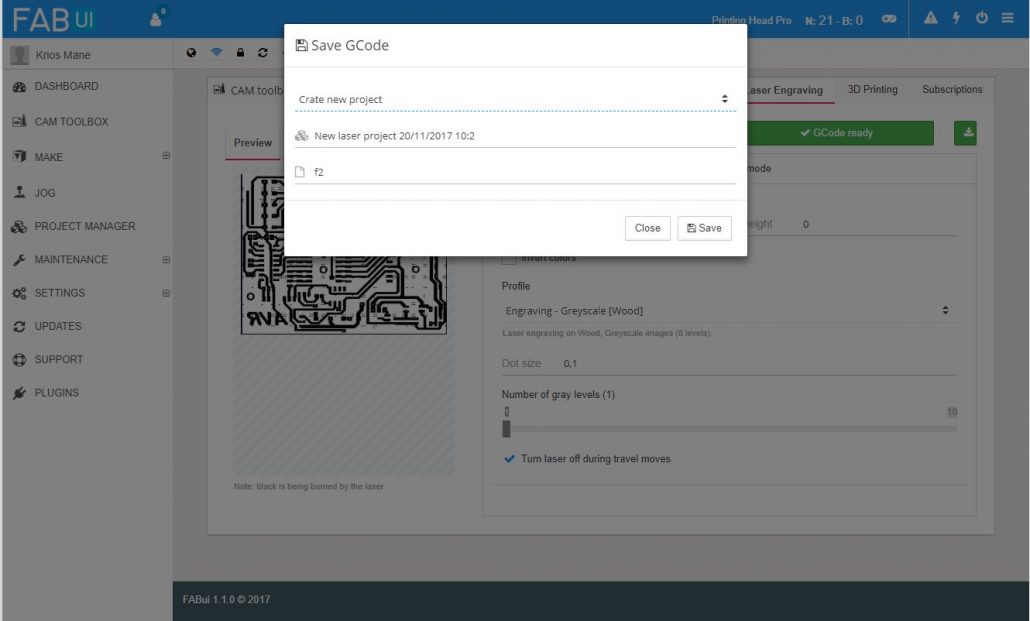 FAB UI
0
Printing Head Pro N: 21 - B: 0
Krios Mane
DASHBOARD
CAM TOOLBOX
MAKE
JOG
PROJECT MANAGER
MAINTENANCE
SETTINGS
UPDATES
SUPPORT
PLUGINS
Save GCode
Crate new project
New laser project 20/11/2017 10:2
f2
Close
Save
CAM toolb
aser Engraving
3D Printing
Subscriptions
Preview
GCode ready
mode
eight 0
AVR
Note: black is being burned by the laser
Invert colors
Profile
Engraving - Greyscale [Wood]
Laser engraving on Wood, Greyscale images (6 levels).
Dot size 0,1
Number of gray levels (1)
10
Turn laser off during travel moves
FABui 1.1.0 © 2017